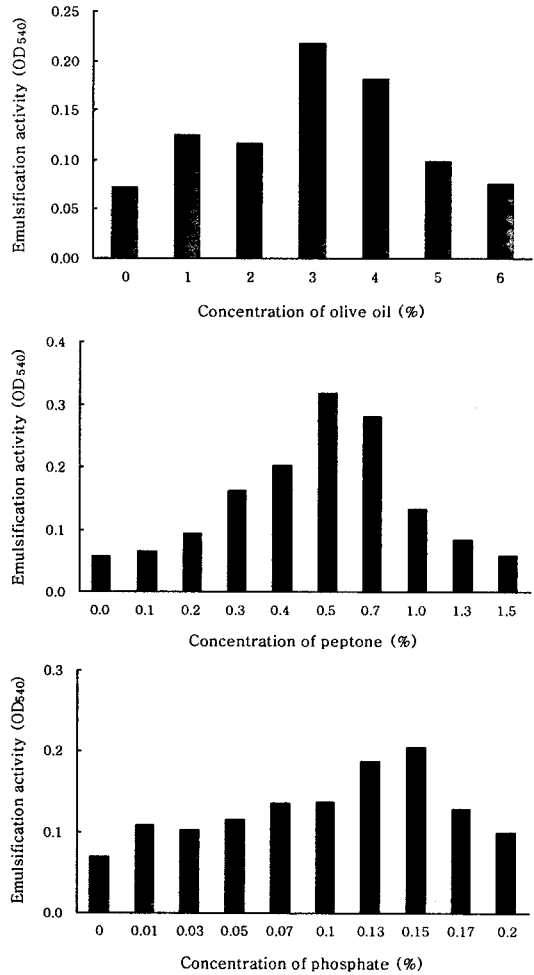 Emulsification activity (OD540)
0.25
0.20
0.15
0.10
0.05
0.00
0 1 2 3 4 5 6
Concentration of olive oil (%)
Emulsification activity (OD540)
0.4
0.3
0.2
0.1
0.0
0.0 0.1 0.2 0.3 0.4 0.5 0.7 1.0 1.3 1.5
Concentration of peptone (%)
Emulsification activity (OD540)
0.3
0.2
0.1
0.0
0 0.01 0.03 0.05 0.07 0.1 0.13 0.15 0.17 0.2
Concentration of phosphate (%)